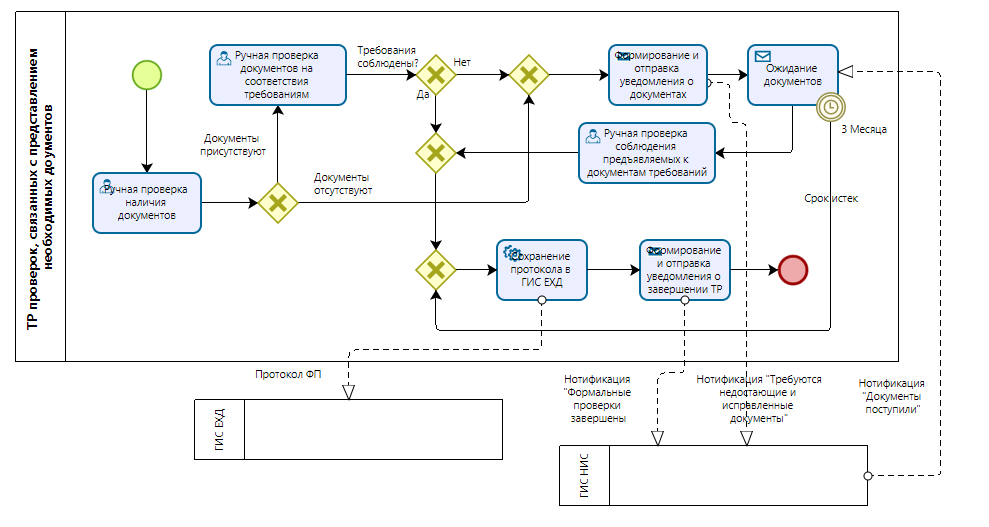 ТР проверок, связанных с представлением
необходимых документов
Ручная проверка
документов на
соответствия
требованиям
Требования
соблюдены?
Нет
Да
Формирование и
отправка
уведомления о
документах
Ожидание
документов
3 Месяца
Ручная проверка
соблюдения
предъявляемых к
документам требований
Документы
присутствуют
Ручная проверка
наличия
документов
Документы
отсутствуют
Срок истек
Сохранение
протокола в
ГИС ЕХД
Формирование
и отправка
уведомления о
завершении ТР
Протокол ФП
Нотификация
"Формальные
проверки
завершены
Нотификация "Требуются
недостающие и
исправленные
документы"
Нотификация
"Документы
поступили"
ГИС ЕХД
ГИС НИС